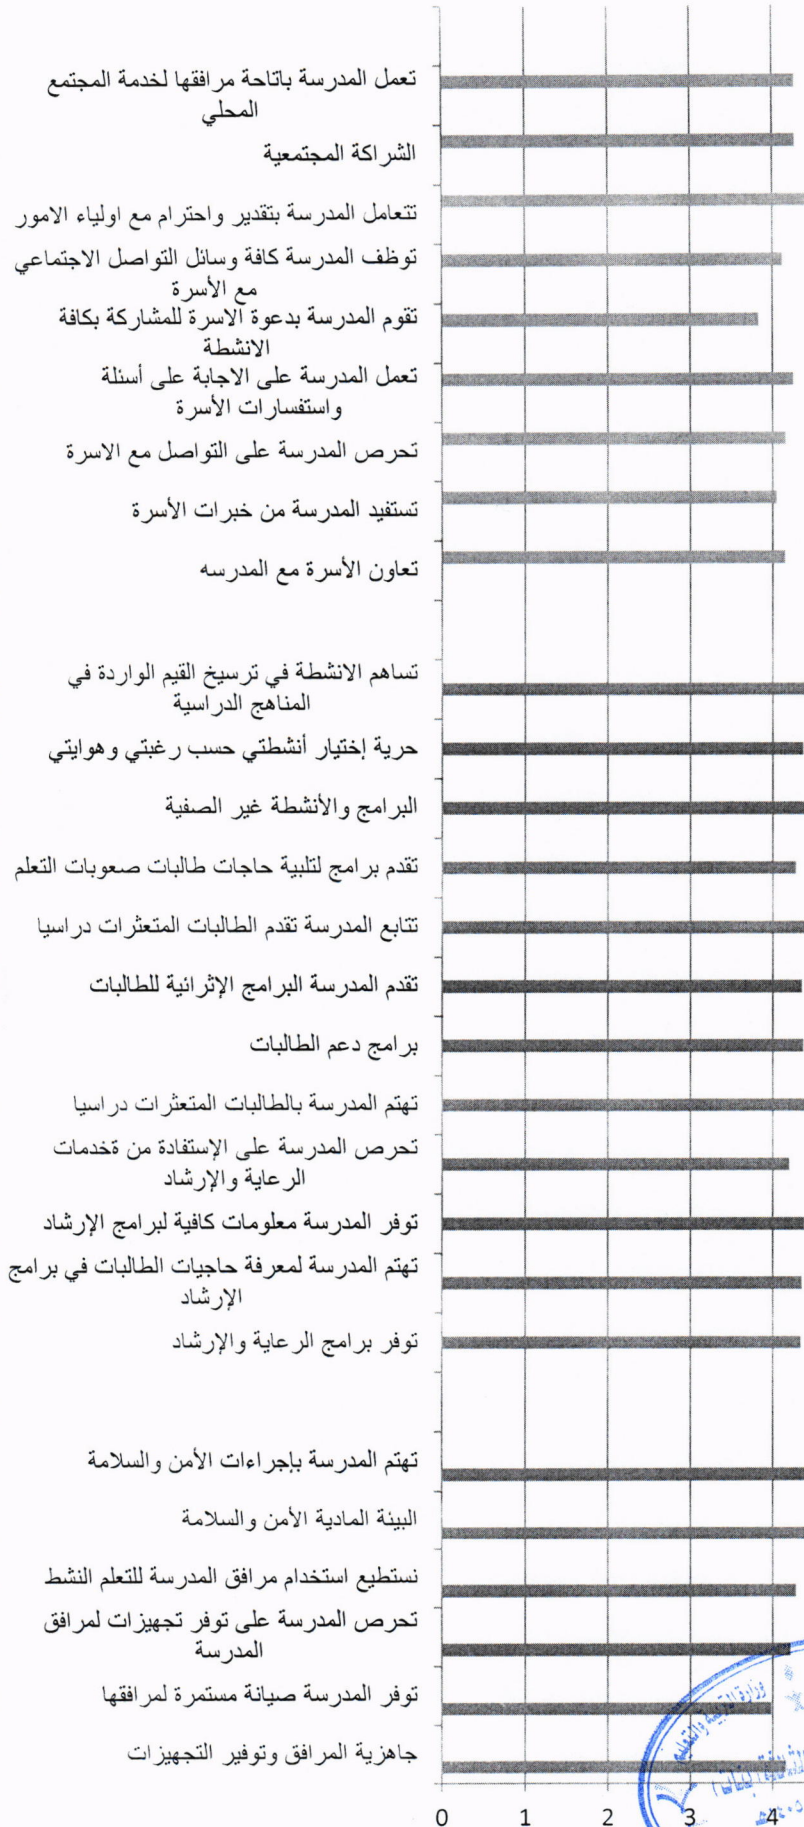 تعمل المدرسة باتاحة مرافقها لخدمة المجتمع
المحلي
الشراكة المجتمعية
تتعامل المدرسة بتقدير واحترام مع اولياء الامور
توظف المدرسة كافة وسائل التواصل الاجتماعي
مع الأسرة
تقوم المدرسة بدعوة الاسرة للمشاركة بكافة
الانشطة
تعمل المدرسة على الاجابة على أسئلة
واستفسارات الأسرة
تحرص المدرسة على التواصل مع الاسرة
تستفيد المدرسة من خبرات الأسرة
تعاون الأسرة مع المدرسه
تساهم الانشطة في ترسيخ القيم الواردة في
المناهج الدراسية
حرية إختيار أنشطتي حسب رغبتي وهوايتي
البرامج والأنشطة غير الصفية
تقدم برامج لتلبية حاجات طالبات صعوبات التعلم
تتابع المدرسة تقدم الطالبات المتعثرات دراسيا
تقدم المدرسة البرامج الإثرائية للطالبات
برامج دعم الطالبات
تهتم المدرسة بالطالبات المتعثرات دراسيا
تحرص المدرسة على الإستفادة من ةخدمات
الرعاية والإرشاد
توفر المدرسة معلومات كافية لبرامج الإرشاد
تهتم المدرسة لمعرفة حاجيات الطالبات في برامج
الإرشاد
توفر برامج الرعاية والإرشاد
تهتم المدرسة بإجراءات الأمن والسلامة
البيئة المادية الأمن والسلامة
نستطيع استخدام مرافق المدرسة للتعلم النشط
تحرص المدرسة على توفر تجهيزات لمرافق
المدرسة
توفر المدرسة صيانة مستمرة لمرافقها
جاهزية المرافق وتوفير التجهيزات
0 1 2 3 4
وزارة التربية والتعليم